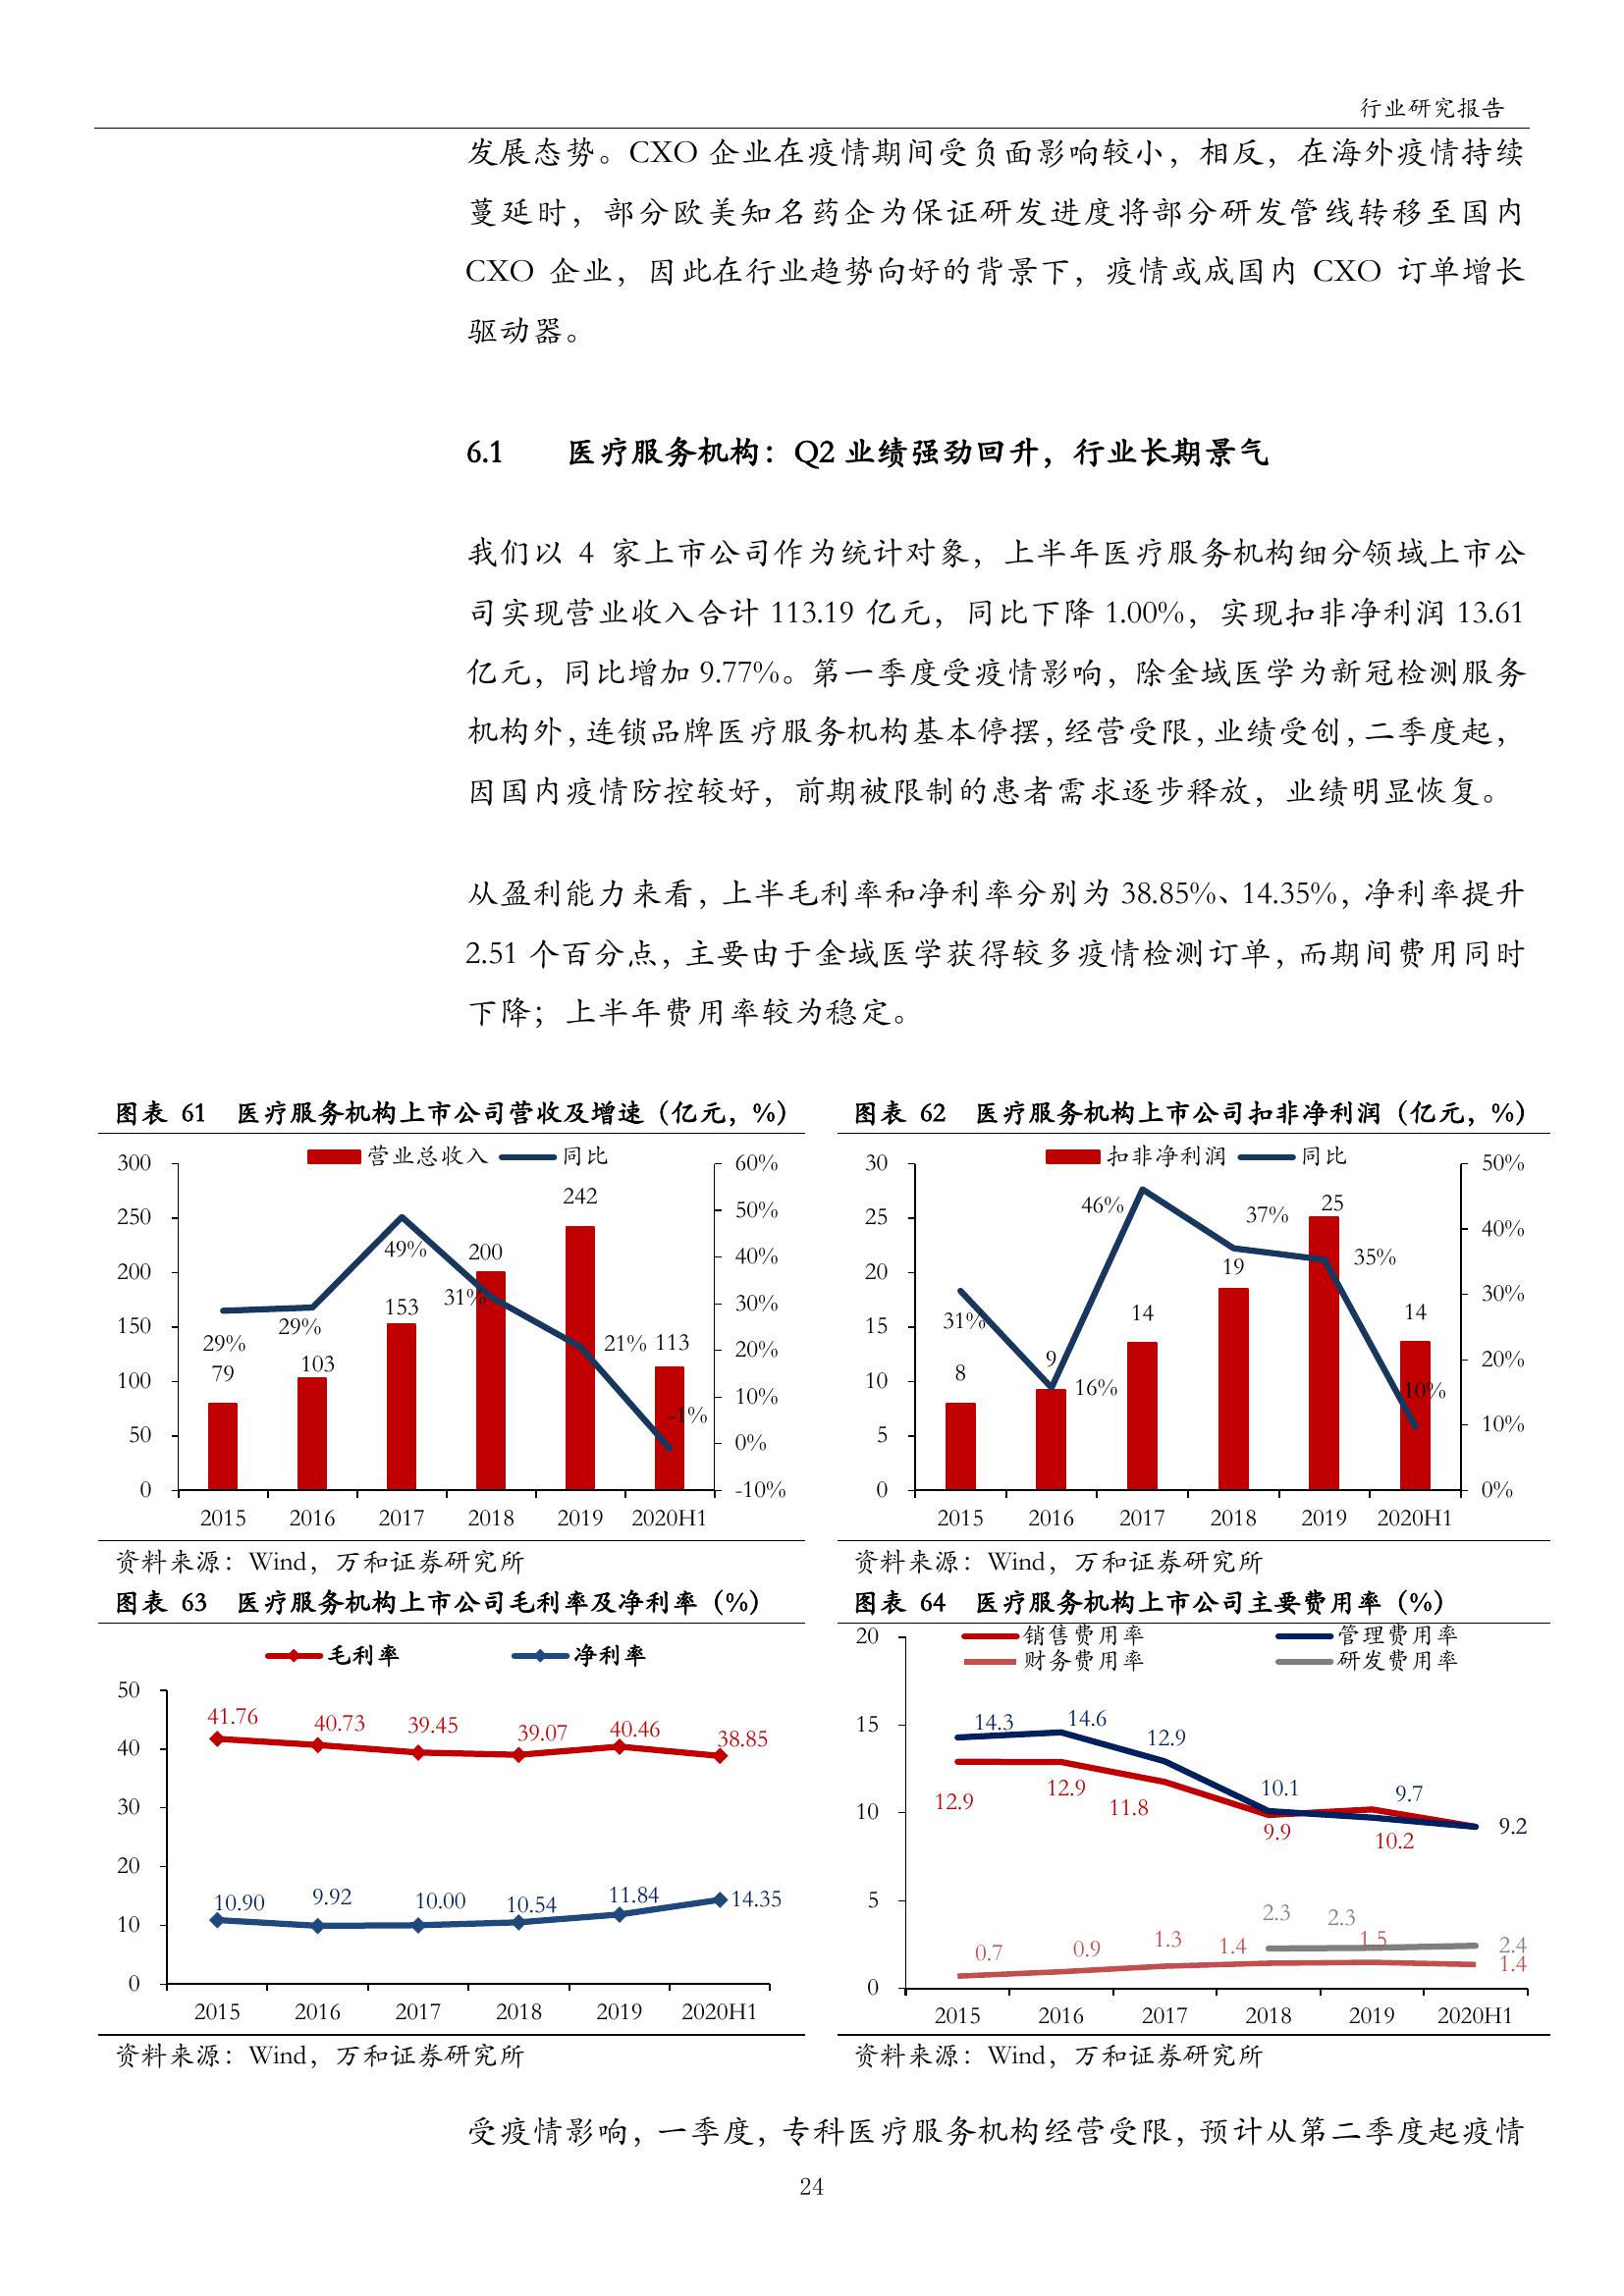 行业研究报告
发展态势。CXO 企业在疫情期间受负面影响较小，相反，在海外疫情持续
蔓延时，部分欧美知名药企为保证研发进度将部分研发管线转移至国内
CXO 企业，因此在行业趋势向好的背景下，疫情或成国内 CXO 订单增长
驱动器。
6.1 医疗服务机构：Q2 业绩强劲回升，行业长期景气
我们以 4 家上市公司作为统计对象，上半年医疗服务机构细分领域上市公
司实现营业收入合计 113.19 亿元，同比下降 1.00%，实现扣非净利润 13.61
亿元，同比增加 9.77%。第一季度受疫情影响，除金域医学为新冠检测服务
机构外，连锁品牌医疗服务机构基本停摆，经营受限，业绩受创，二季度起，
因国内疫情防控较好，前期被限制的患者需求逐步释放，业绩明显恢复。
从盈利能力来看，上半毛利率和净利率分别为 38.85%、14.35%，净利率提升
2.51 个百分点，主要由于金域医学获得较多疫情检测订单，而期间费用同时
下降；上半年费用率较为稳定。
图表 61 医疗服务机构上市公司营收及增速（亿元，%）
营业总收入 同比
300
250
200
150
100
50
0
60%
50%
40%
30%
20%
10%
0%
-10%
79
103
153
200
242
113
29%
29%
49%
31%
21%
-1%
2015 2016 2017 2018 2019 2020H1
资料来源：Wind，万和证券研究所
图表 62 医疗服务机构上市公司扣非净利润（亿元，%）
扣非净利润 同比
30
25
20
15
10
5
0
50%
40%
30%
20%
10%
0%
8
9
14
19
25
14
31%
16%
46%
37%
35%
10%
2015 2016 2017 2018 2019 2020H1
资料来源：Wind，万和证券研究所
图表 63 医疗服务机构上市公司毛利率及净利率（%）
毛利率 净利率
50
40
30
20
10
0
41.76 40.73 39.45 39.07 40.46 38.85
10.90 9.92 10.00 10.54 11.84 14.35
2015 2016 2017 2018 2019 2020H1
资料来源：Wind，万和证券研究所
图表 64 医疗服务机构上市公司主要费用率（%）
销售费用率 管理费用率
财务费用率 研发费用率
20
15
10
5
0
14.3 14.6 12.9 10.1 9.7 9.2
12.9 12.9 11.8 9.9 10.2
2.3 2.3 2.4
0.7 0.9 1.3 1.4 1.5 1.4
2015 2016 2017 2018 2019 2020H1
资料来源：Wind，万和证券研究所
受疫情影响，一季度，专科医疗服务机构经营受限，预计从第二季度起疫情
24